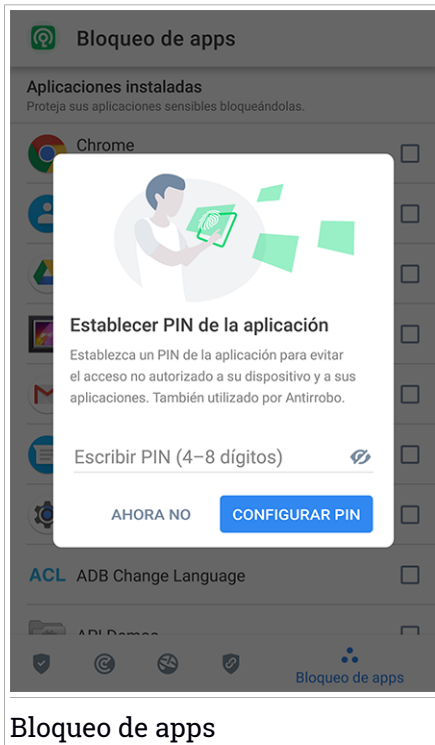 Bloqueo de apps
Aplicaciones instaladas
Proteja sus aplicaciones sensibles bloqueándolas.
Chrome
Establecer PIN de la aplicación
Establezca un PIN de la aplicación para evitar
el acceso no autorizado a su dispositivo y a sus
aplicaciones. También utilizado por Antirrobo.
Escribir PIN (4–8 dígitos)
AHORA NO
CONFIGURAR PIN
ACL ADB Change Language
API Demos
Bloqueo de apps
Bloqueo de apps